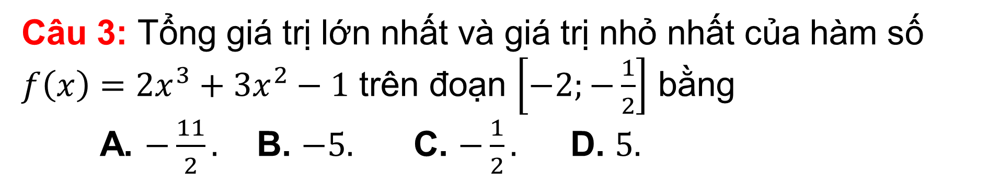 Câu 3: Tổng giá trị lớn nhất và giá trị nhỏ nhất của hàm số
$f(x) = 2x^3 + 3x^2 - 1$ trên đoạn $\left[-2; -\frac{1}{2}\right]$ bằng
A. $-\frac{11}{2}$. B. $-5$. C. $-\frac{1}{2}$. D. $5$.